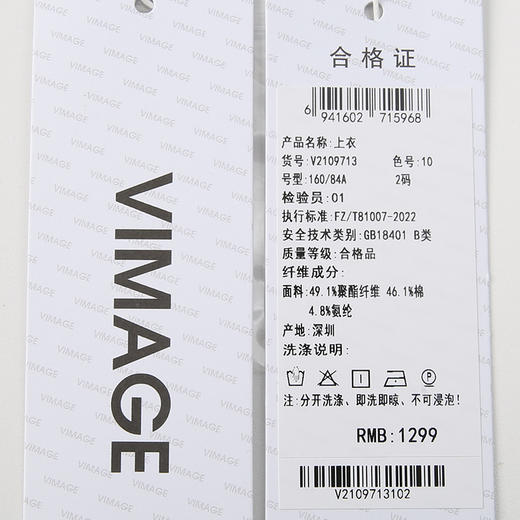 VIMAGE
合格证
6 941602 715968
产品名称:上衣
货号:V2109713 色号:10
号型:160/84A 2码
检验员:01
执行标准:FZ/T81007-2022
安全技术类别:GB18401 B类
质量等级:合格品
纤维成分:
面料:49.1%聚酯纤维 46.1%棉
4.8%氨纶
产地:深圳
洗涤说明:
注:分开洗涤、即洗即晾、不可浸泡!
RMB:1299
V2109713102